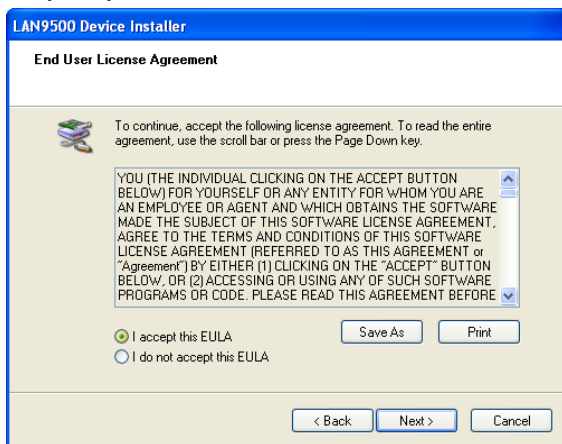 LAN9500 Device Installer
End User License Agreement
To continue, accept the following license agreement. To read the entire
agreement, use the scroll bar or press the Page Down key.
YOU (THE INDIVIDUAL CLICKING ON THE ACCEPT BUTTON
BELOW) FOR YOURSELF OR ANY ENTITY FOR WHOM YOU ARE
AN EMPLOYEE OR AGENT AND WHICH OBTAINS THE SOFTWARE
MADE THE SUBJECT OF THIS SOFTWARE LICENSE AGREEMENT,
AGREE TO THE TERMS AND CONDITIONS OF THIS SOFTWARE
LICENSE AGREEMENT (REFERRED TO AS THIS AGREEMENT or
"Agreement") BY EITHER (1) CLICKING ON THE "ACCEPT" BUTTON
BELOW, OR (2) ACCESSING OR USING ANY OF SUCH SOFTWARE
PROGRAMS OR CODE. PLEASE READ THIS AGREEMENT BEFORE
I accept this EULA
Save As
Print
I do not accept this EULA
< Back
Next >
Cancel